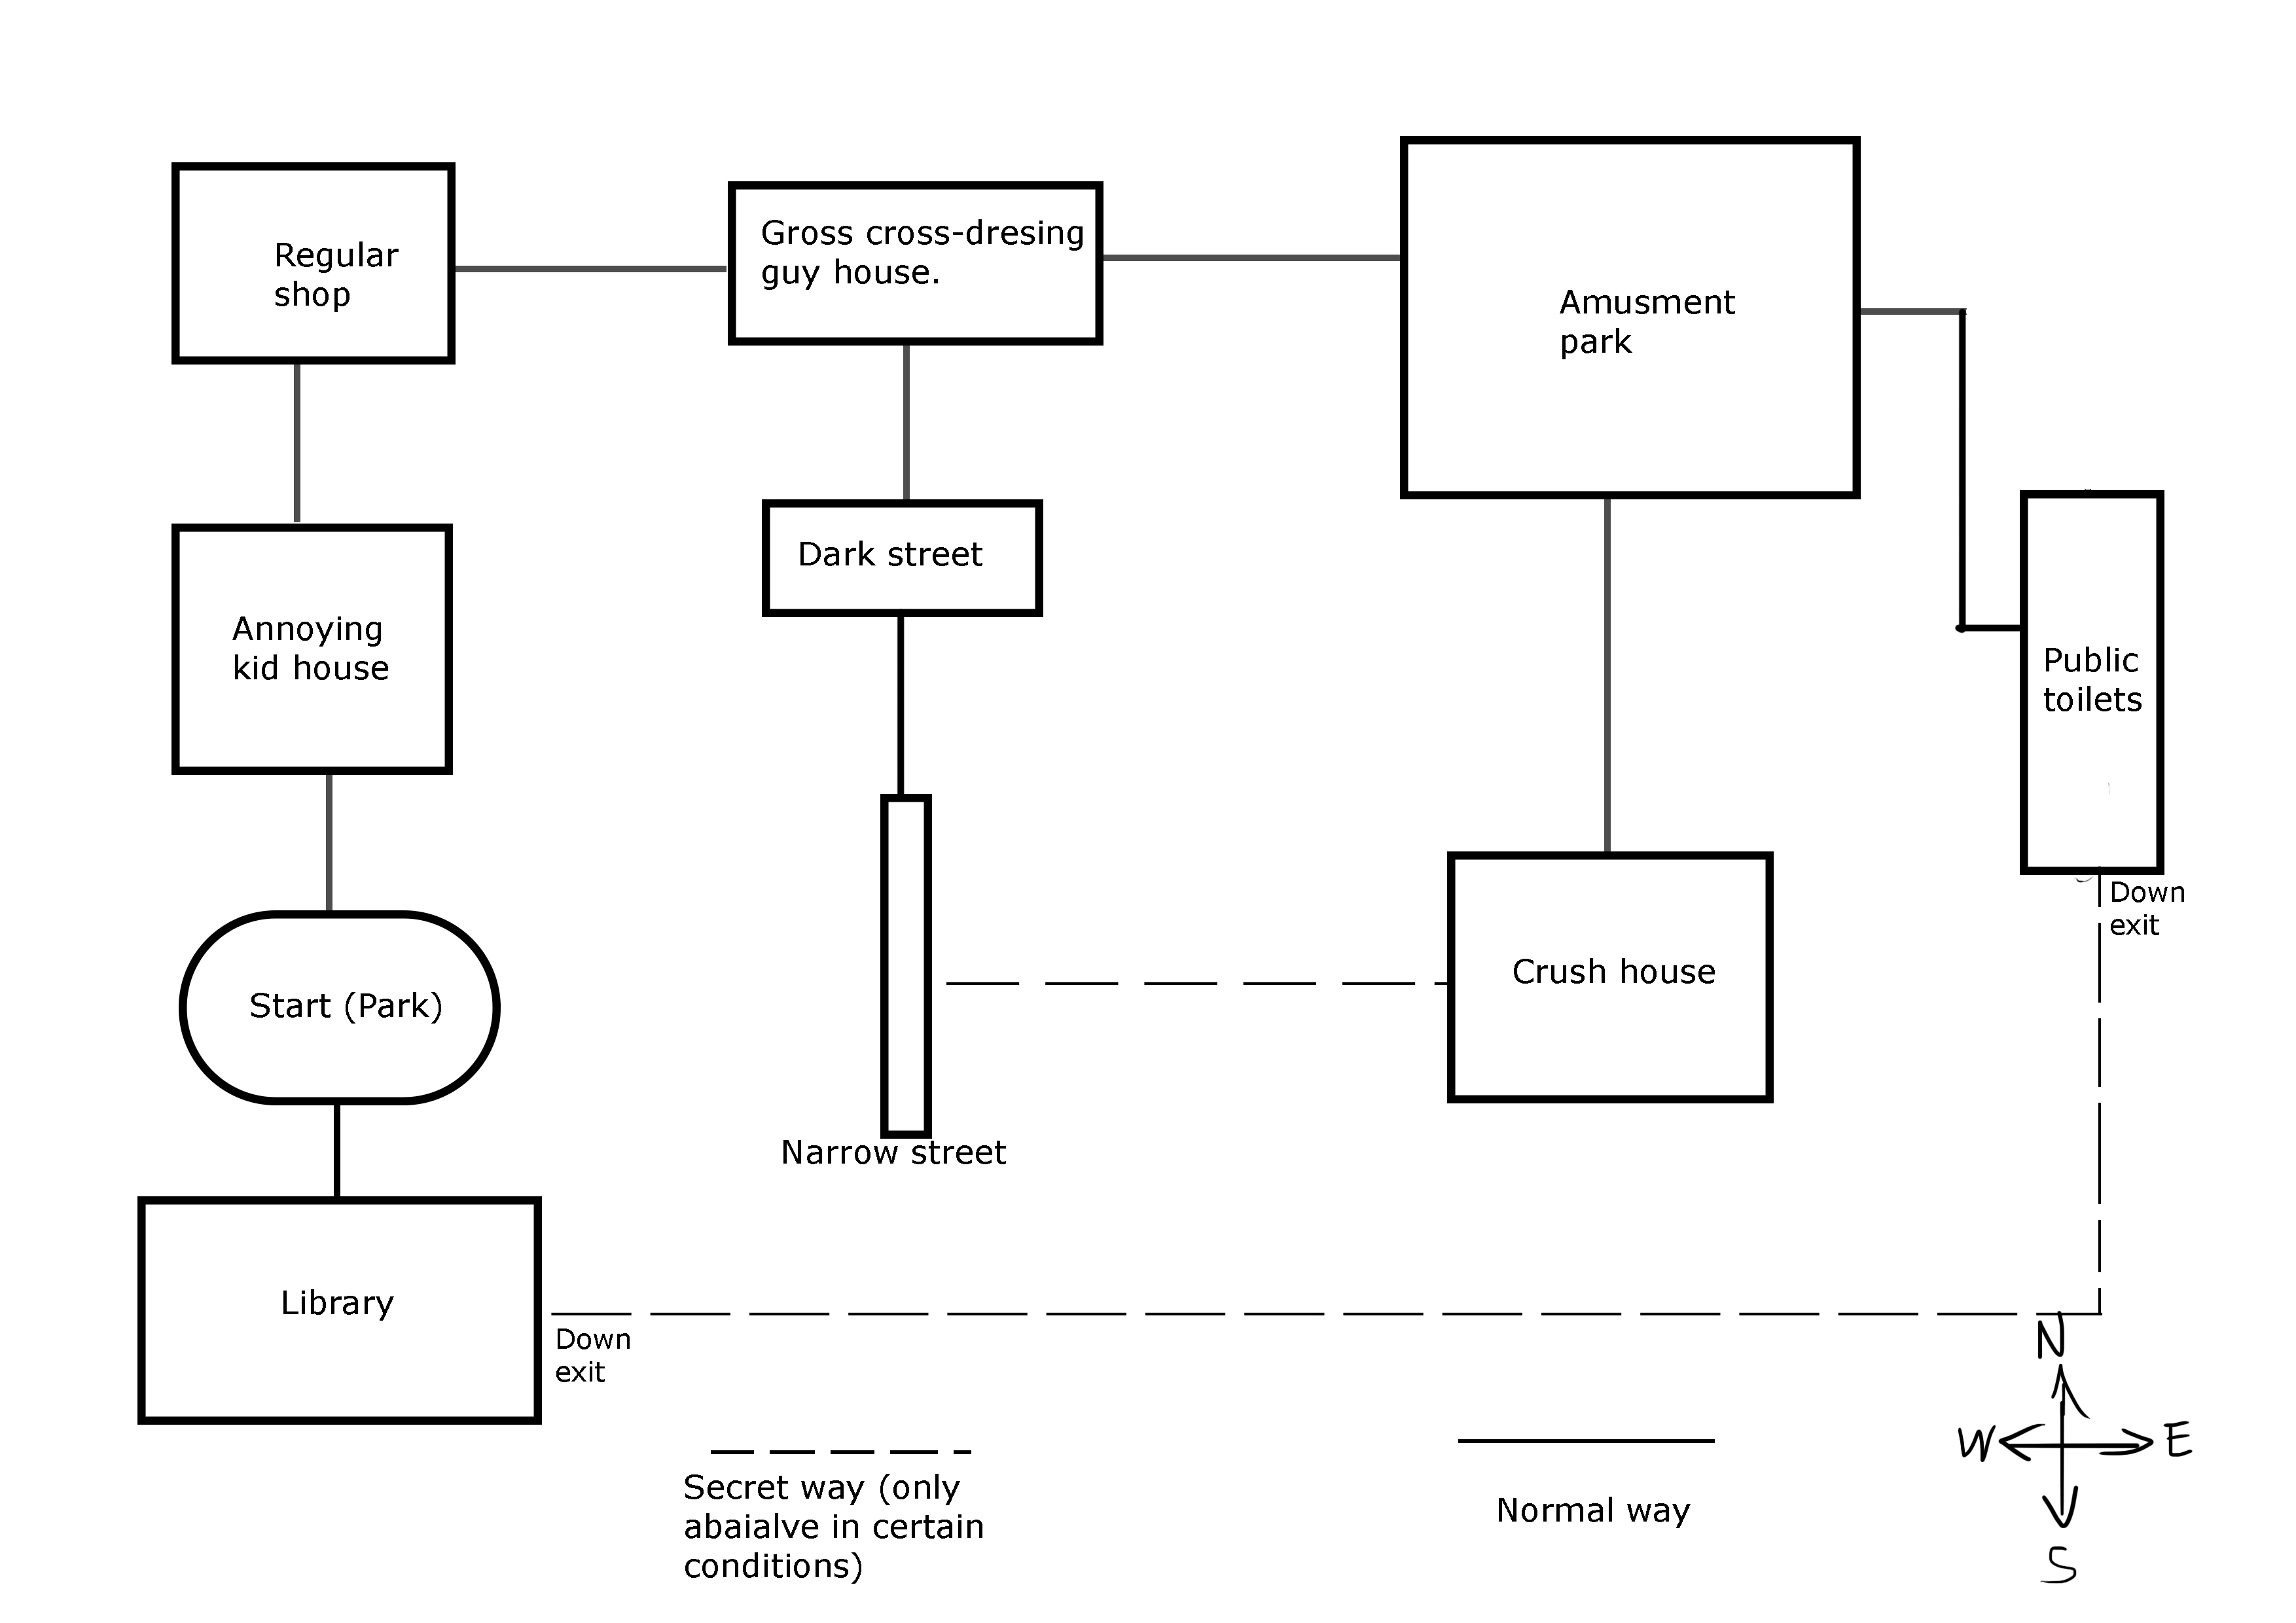 Regular
shop
Gross cross-dresing
guy house.
Amusment
park
Dark street
Annoying
kid house
Public
toilets
Down
exit
Crush house
Start (Park)
Narrow street
Library
Down
exit
N
W E
S
Secret way (only
abaialve in certain
conditions)
Normal way